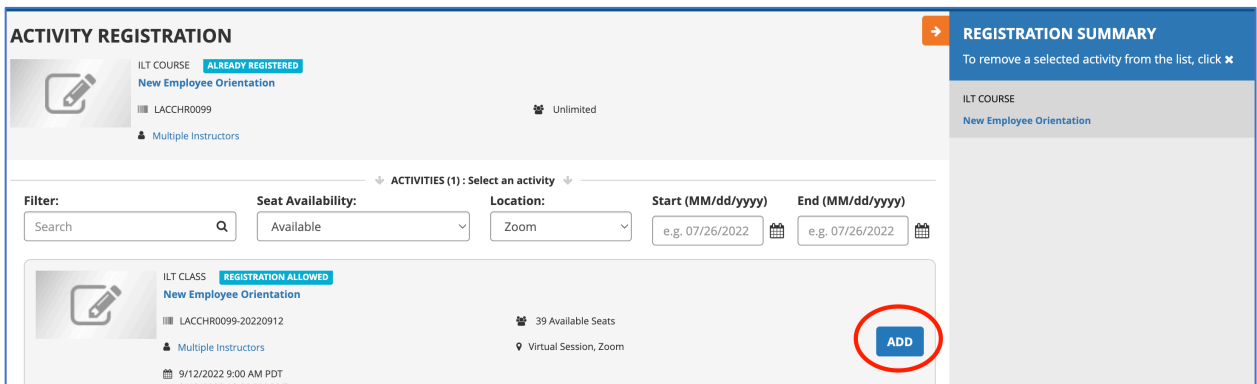 ACTIVITY REGISTRATION
ILT COURSE ALREADY REGISTERED
New Employee Orientation
LACCHR0099
Unlimited
Multiple Instructors
REGISTRATION SUMMARY
To remove a selected activity from the list, click ✖
ILT COURSE
New Employee Orientation
ACTIVITIES (1) : Select an activity
Filter:
Search
Seat Availability:
Available
Location:
Zoom
Start (MM/dd/yyyy)
e.g. 07/26/2022
End (MM/dd/yyyy)
e.g. 07/26/2022
ILT CLASS REGISTRATION ALLOWED
New Employee Orientation
LACCHR0099-20220912
39 Available Seats
Multiple Instructors
Virtual Session, Zoom
ADD
9/12/2022 9:00 AM PDT